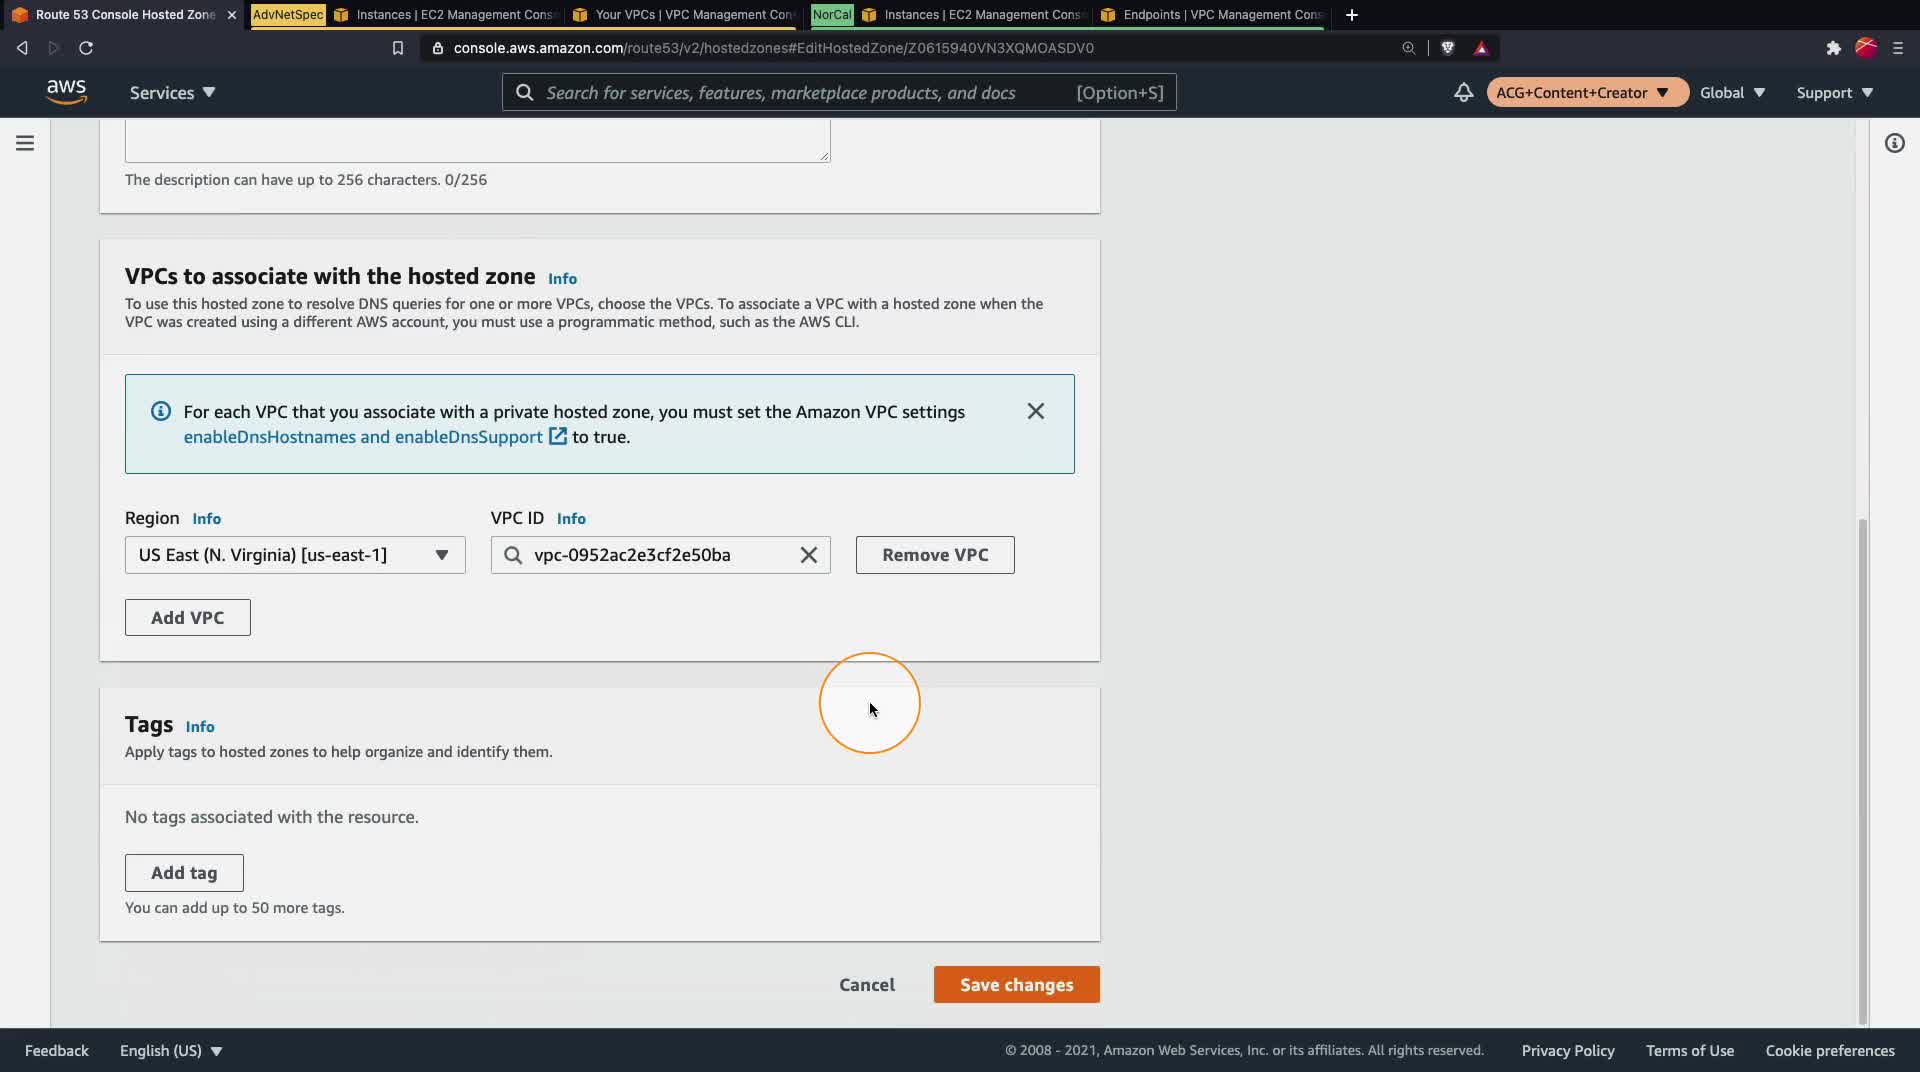 Route 53 Console Hosted Zone
AdvNetSpec
Instances | EC2 Management Cons
Your VPCs | VPC Management Con
NorCal
Instances | EC2 Management Cons
Endpoints | VPC Management Cons
console.aws.amazon.com/route53/v2/hostedzones#EditHostedZone/Z0615940VN3XQMOASDV0
aws
Services
Search for services, features, marketplace products, and docs
[Option+S]
ACG+Content+Creator
Global
Support
The description can have up to 256 characters. 0/256
VPCs to associate with the hosted zone Info
To use this hosted zone to resolve DNS queries for one or more VPCs, choose the VPCs. To associate a VPC with a hosted zone when the
VPC was created using a different AWS account, you must use a programmatic method, such as the AWS CLI.
For each VPC that you associate with a private hosted zone, you must set the Amazon VPC settings
enableDnsHostnames and enableDnsSupport to true.
Region Info
VPC ID Info
US East (N. Virginia) [us-east-1]
vpc-0952ac2e3cf2e50ba
Remove VPC
Add VPC
Tags Info
Apply tags to hosted zones to help organize and identify them.
No tags associated with the resource.
Add tag
You can add up to 50 more tags.
Cancel
Save changes
Feedback
English (US)
© 2008 - 2021, Amazon Web Services, Inc. or its affiliates. All rights reserved.
Privacy Policy
Terms of Use
Cookie preferences